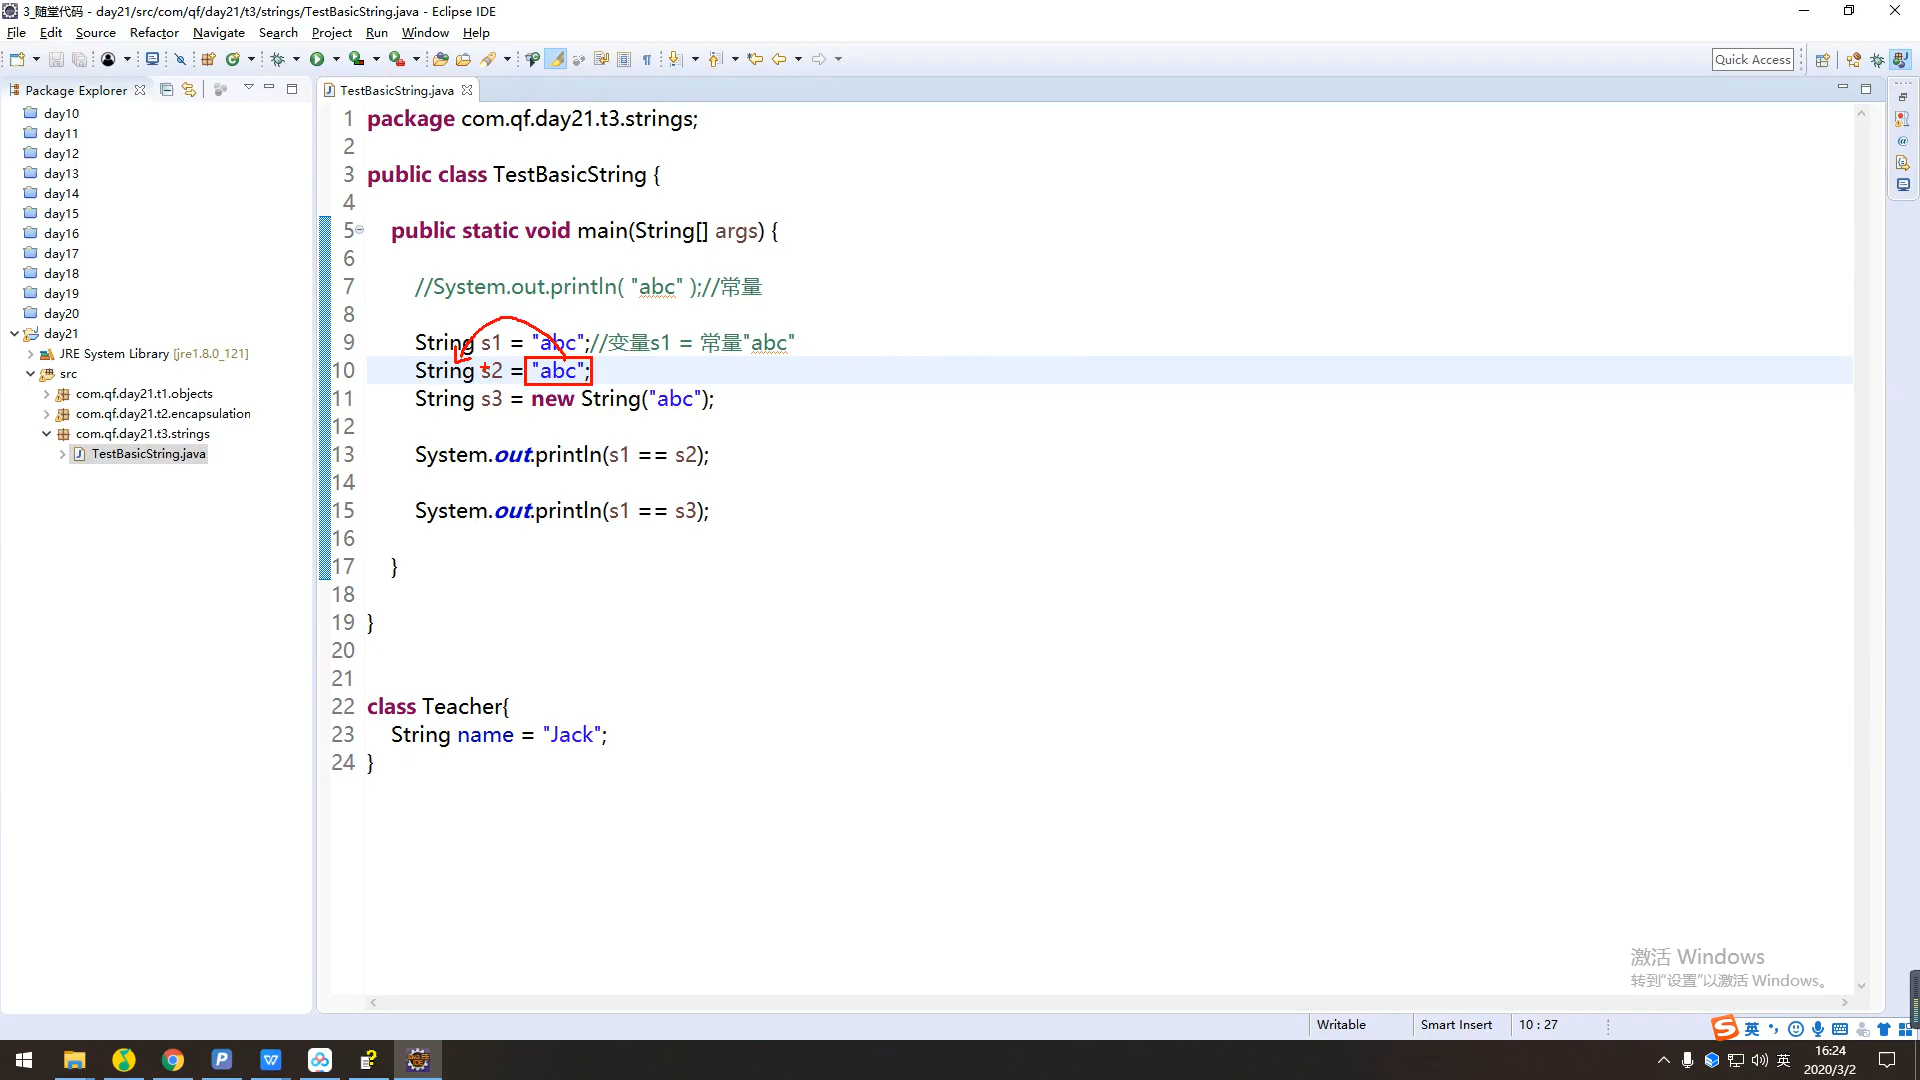 3_随堂代码 - day21/src/com/qf/day21/t3/strings/TestBasicString.java - Eclipse IDE
File Edit Source Refactor Navigate Search Project Run Window Help
Quick Access
Package Explorer
day10
day11
day12
day13
day14
day15
day16
day17
day18
day19
day20
day21
JRE System Library [jre1.8.0_121]
src
com.qf.day21.t1.objects
com.qf.day21.t2.encapsulation
com.qf.day21.t3.strings
TestBasicString.java
TestBasicString.java
1 package com.qf.day21.t3.strings;
2
3 public class TestBasicString {
4
5 public static void main(String[] args) {
6
7 //System.out.println( "abc" );//常量
8
9 String s1 = "abc";//变量s1 = 常量"abc"
10 String s2 = "abc";
11 String s3 = new String("abc");
12
13 System.out.println(s1 == s2);
14
15 System.out.println(s1 == s3);
16
17 }
18
19 }
20
21
22 class Teacher{
23 String name = "Jack";
24 }
激活 Windows
转到"设置"以激活 Windows。
Writable Smart Insert 10 : 27
英
英
16:24
2020/3/2